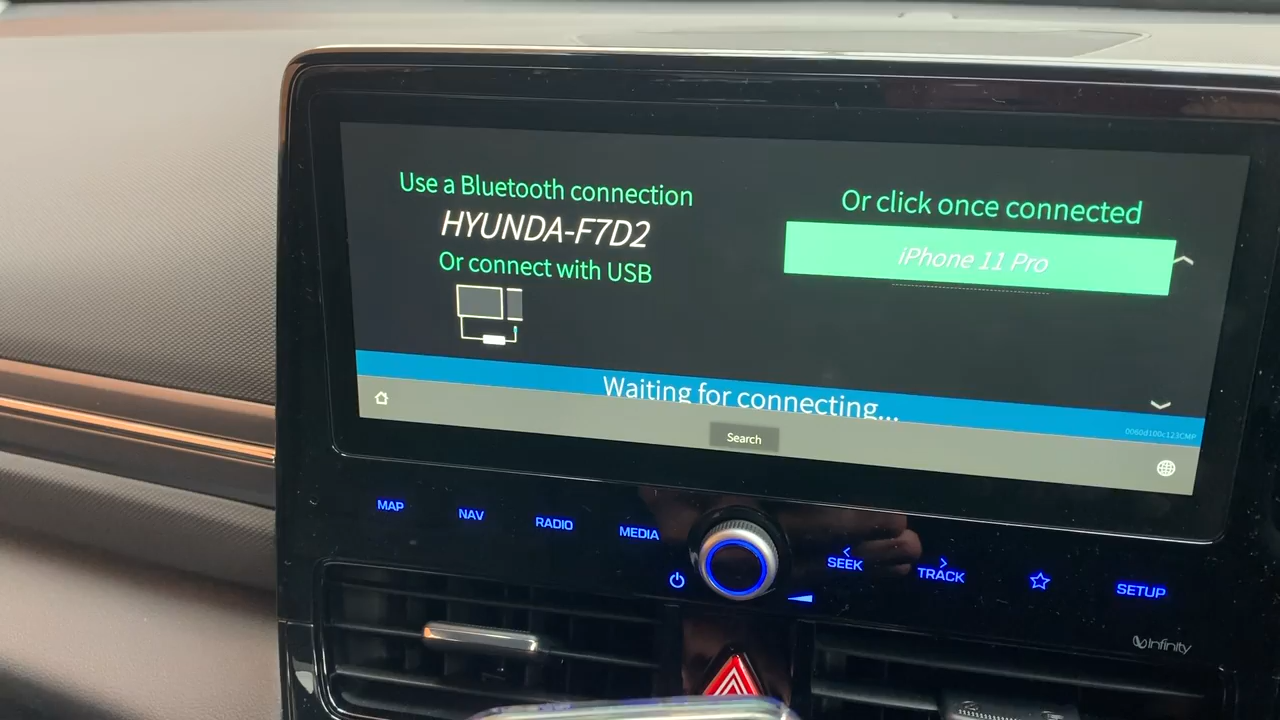 Use a Bluetooth connection
HYUNDA-F7D2
Or connect with USB
Or click once connected
iPhone 11 Pro
Waiting for connecting...
0060d100c123CMP
Search
MAP
NAV
RADIO
MEDIA
SEEK
TRACK
SETUP
Infinity